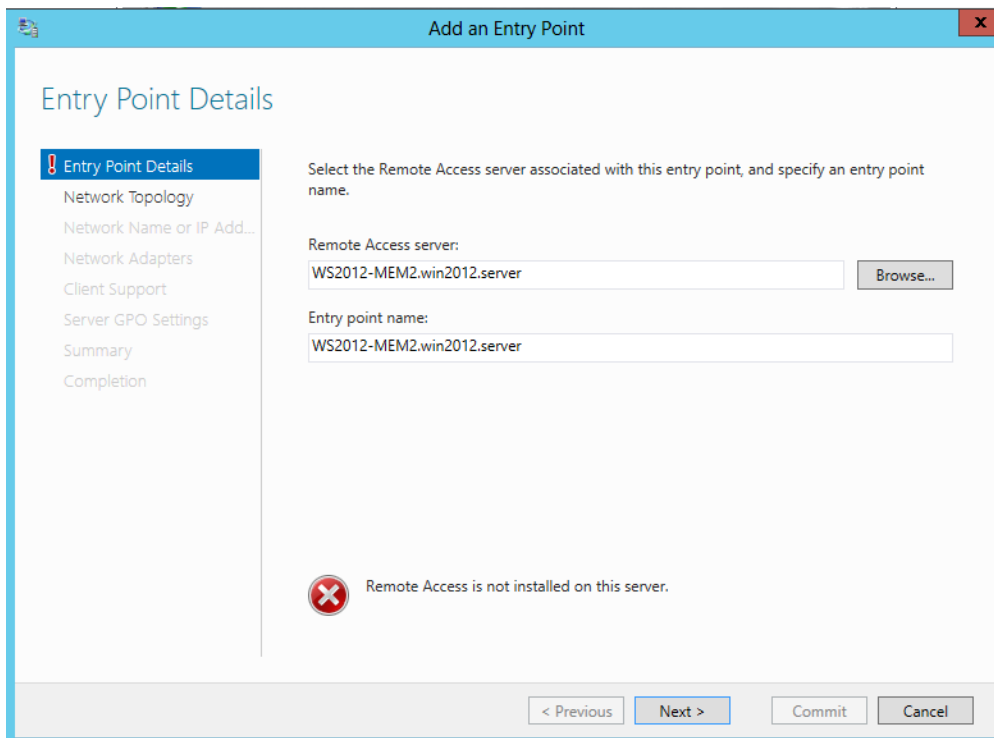 Add an Entry Point
x
Entry Point Details
Entry Point Details
Network Topology
Network Name or IP Add...
Network Adapters
Client Support
Server GPO Settings
Summary
Completion
Select the Remote Access server associated with this entry point, and specify an entry point
name.
Remote Access server:
WS2012-MEM2.win2012.server
Browse...
Entry point name:
WS2012-MEM2.win2012.server
Remote Access is not installed on this server.
< Previous
Next >
Commit
Cancel